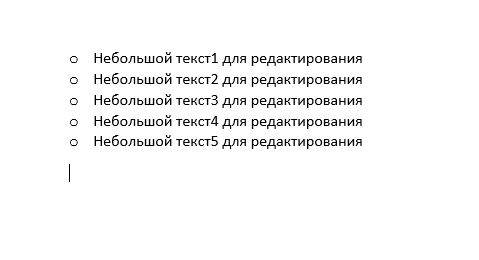 o Небольшой текст1 для редактирования
o Небольшой текст2 для редактирования
o Небольшой текст3 для редактирования
o Небольшой текст4 для редактирования
o Небольшой текст5 для редактирования